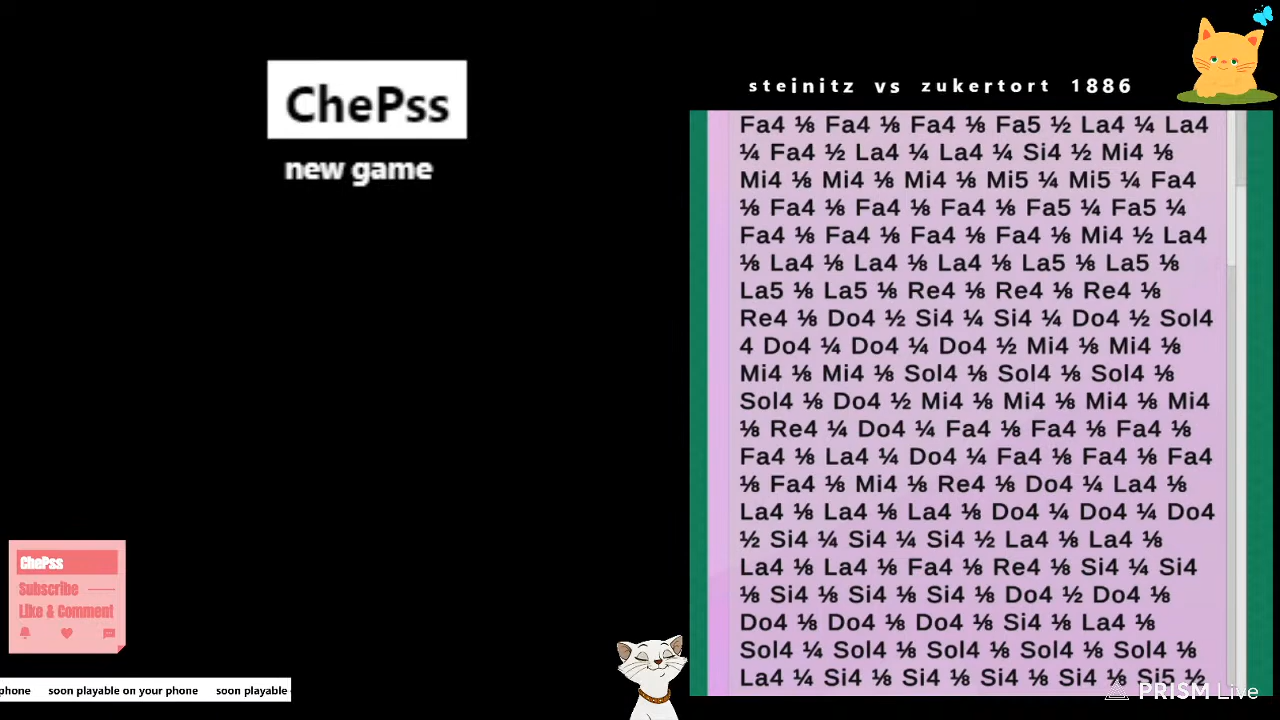 ChePss
new game
steinitz vs zukertort 1886
Fa4 ⅛ Fa4 ⅛ Fa4 ⅛ Fa5 ½ La4 ¼ La4
¼ Fa4 ½ La4 ¼ La4 ¼ Si4 ½ Mi4 ⅛
Mi4 ⅛ Mi4 ⅛ Mi4 ⅛ Mi5 ¼ Mi5 ¼ Fa4
⅛ Fa4 ⅛ Fa4 ⅛ Fa4 ⅛ Fa5 ¼ Fa5 ¼
Fa4 ⅛ Fa4 ⅛ Fa4 ⅛ Fa4 ⅛ Mi4 ½ La4
⅛ La4 ⅛ La4 ⅛ La4 ⅛ La5 ⅛ La5 ⅛
La5 ⅛ La5 ⅛ Re4 ⅛ Re4 ⅛ Re4 ⅛
Re4 ⅛ Do4 ½ Si4 ¼ Si4 ¼ Do4 ½ Sol4
4 Do4 ¼ Do4 ¼ Do4 ½ Mi4 ⅛ Mi4 ⅛
Mi4 ⅛ Mi4 ⅛ Sol4 ⅛ Sol4 ⅛ Sol4 ⅛
Sol4 ⅛ Do4 ½ Mi4 ⅛ Mi4 ⅛ Mi4 ⅛ Mi4
⅛ Re4 ¼ Do4 ¼ Fa4 ⅛ Fa4 ⅛ Fa4 ⅛
Fa4 ⅛ La4 ¼ Do4 ¼ Fa4 ⅛ Fa4 ⅛ Fa4
⅛ Fa4 ⅛ Mi4 ⅛ Re4 ⅛ Do4 ¼ La4 ⅛
La4 ⅛ La4 ⅛ La4 ⅛ Do4 ¼ Do4 ¼ Do4
½ Si4 ¼ Si4 ¼ Si4 ½ La4 ⅛ La4 ⅛
La4 ⅛ La4 ⅛ Fa4 ⅛ Re4 ⅛ Si4 ¼ Si4
⅛ Si4 ⅛ Si4 ⅛ Si4 ⅛ Do4 ½ Do4 ⅛
Do4 ⅛ Do4 ⅛ Do4 ⅛ Si4 ⅛ La4 ⅛
Sol4 ¼ Sol4 ⅛ Sol4 ⅛ Sol4 ⅛ Sol4 ⅛
La4 ¼ Si4 ⅛ Si4 ⅛ Si4 ⅛ Si4 ⅛ Si5 ½
PRISM Live
ChePss
Subscribe
Like & Comment
phone soon playable on your phone soon playable